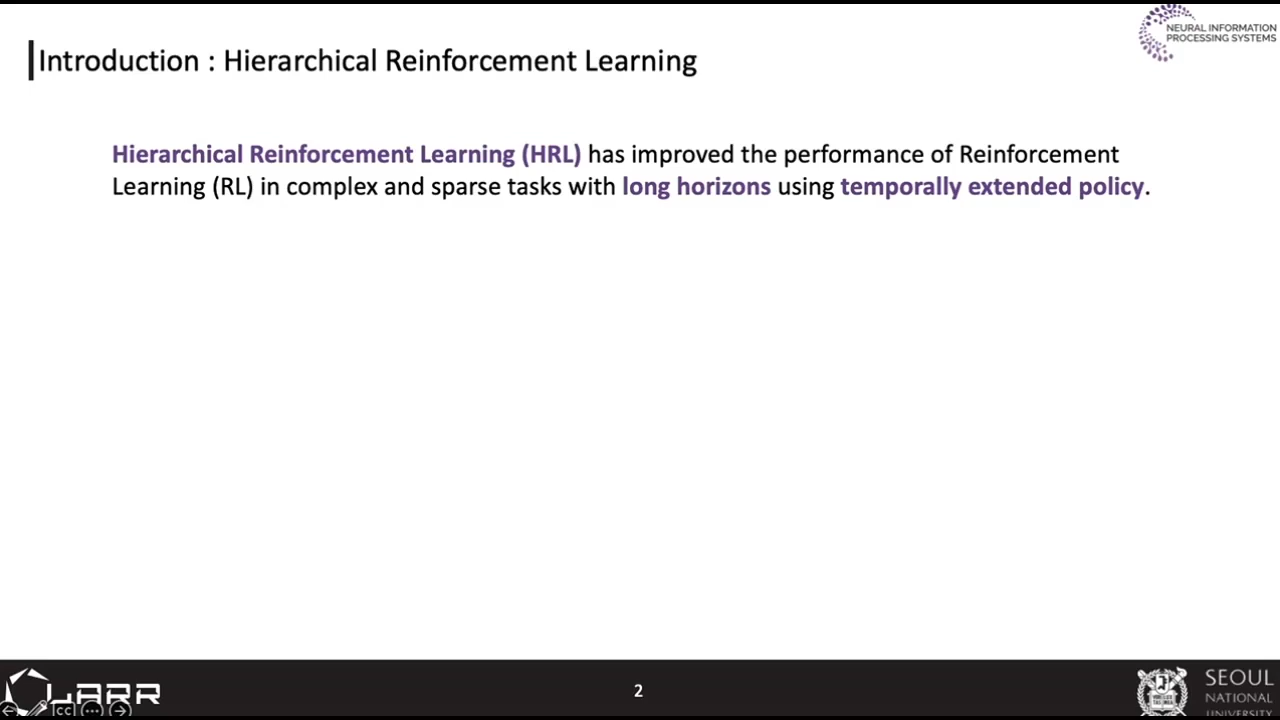 NEURAL INFORMATION
PROCESSING SYSTEMS
Introduction : Hierarchical Reinforcement Learning
Hierarchical Reinforcement Learning (HRL) has improved the performance of Reinforcement
Learning (RL) in complex and sparse tasks with long horizons using temporally extended policy.
LARR
2
SEOUL
NATIONAL
UNIVERSITY